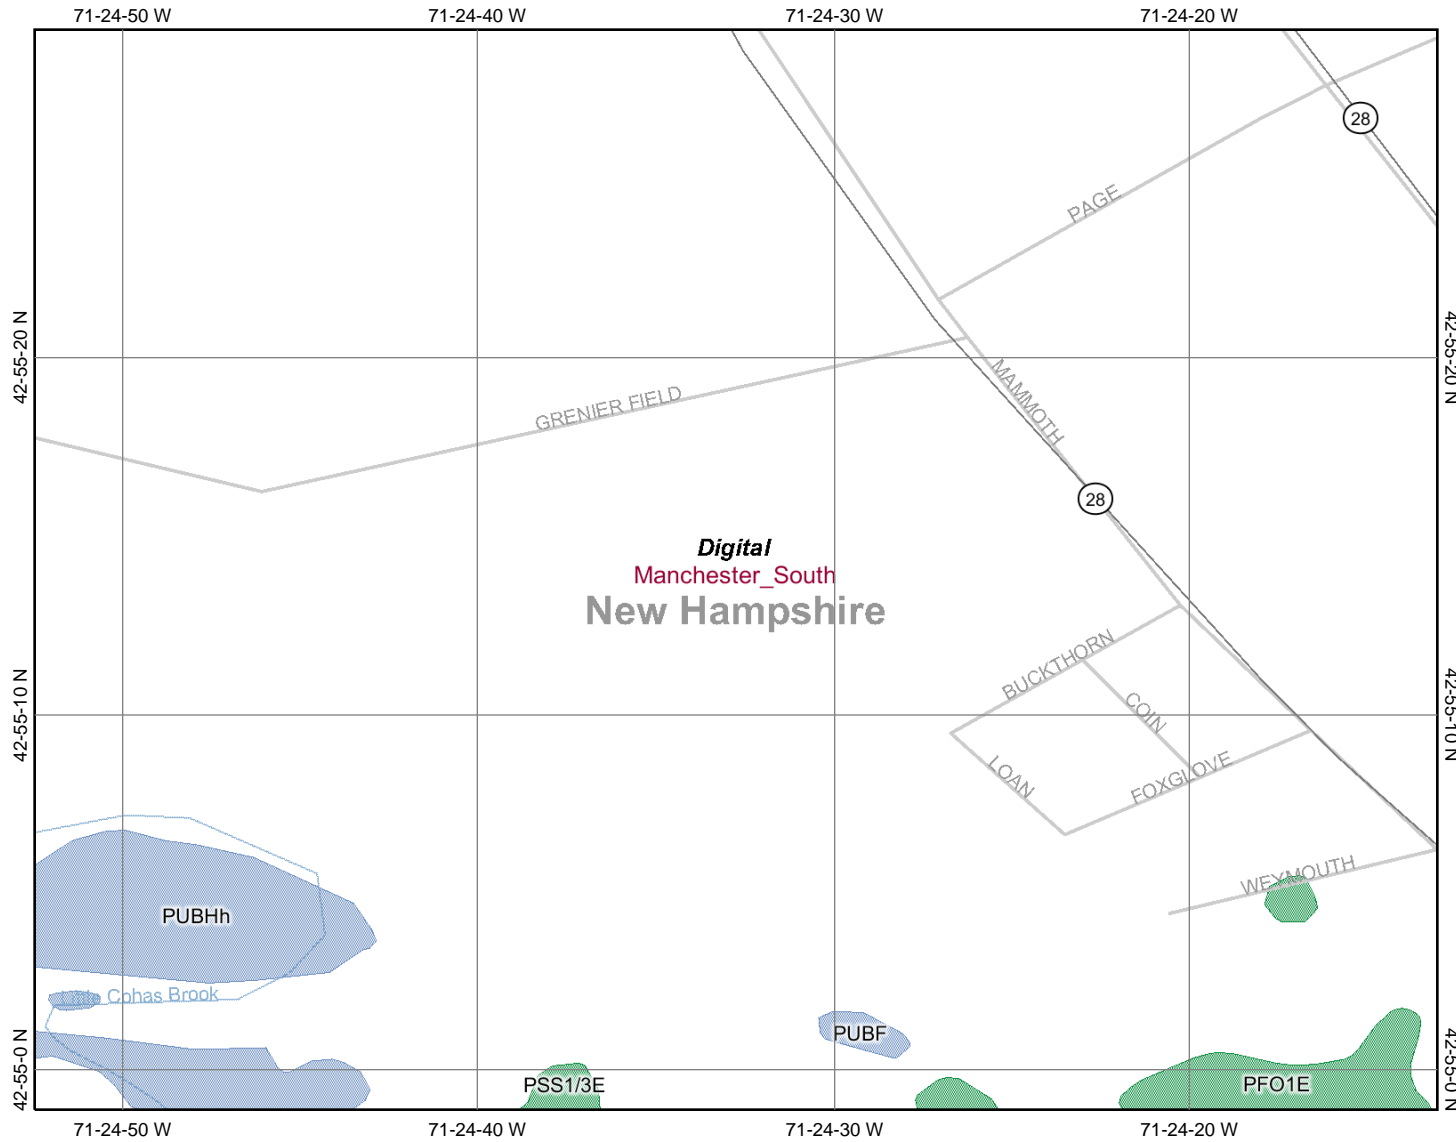 71-24-50 W
71-24-40 W
71-24-30 W
71-24-20 W
28
PAGE
42-55-20 N
42-55-20 N
MAMMOTH
GRENIER FIELD
28
Digital
Manchester_South
New Hampshire
BUCKTHORN
COIN
42-55-10 N
42-55-10 N
LOAN
FOXGLOVE
WEYMOUTH
PUBHh
Cohas Brook
PUBF
42-55-0 N
42-55-0 N
PSS1/3E
PFO1E
71-24-50 W
71-24-40 W
71-24-30 W
71-24-20 W